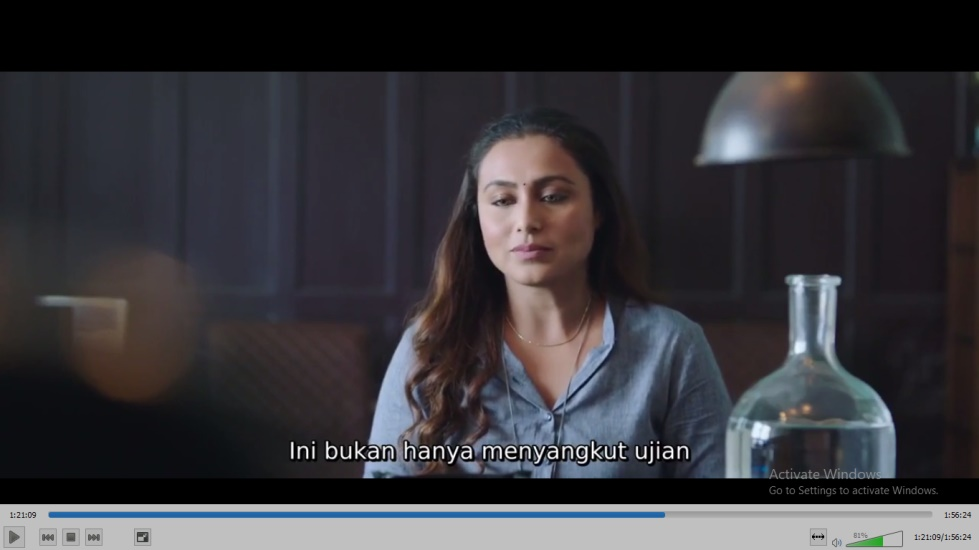 Ini bukan hanya menyangkut ujian
Activate Windows
Go to Settings to activate Windows.
1:21:09
1:56:24
81%
1:21:09/1:56:24